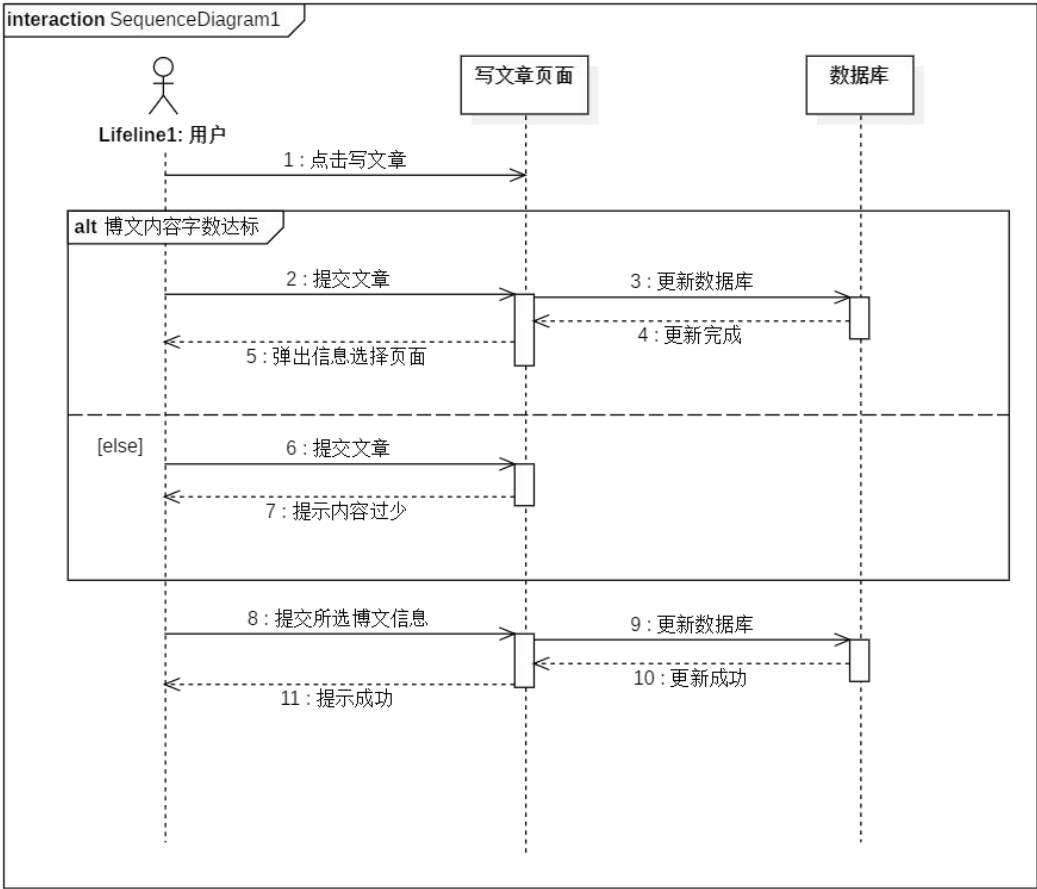 interaction SequenceDiagram1
写文章页面
数据库
Lifeline1: 用户
1 : 点击写文章
alt 博文内容字数达标
2 : 提交文章
3 : 更新数据库
4 : 更新完成
5 : 弹出信息选择页面
[else]
6 : 提交文章
7 : 提示内容过少
8 : 提交所选博文信息
9 : 更新数据库
10 : 更新成功
11 : 提示成功